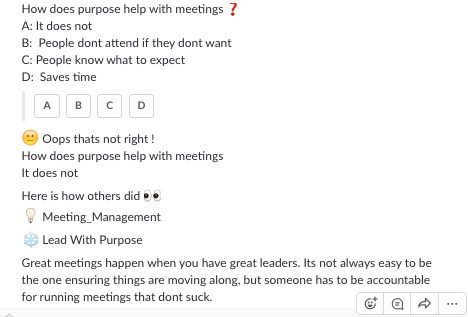 How does purpose help with meetings ❓
A: It does not
B:  People dont attend if they dont want
C: People know what to expect
D:  Saves time
A B C D
😕 Oops thats not right !
How does purpose help with meetings
It does not
Here is how others did 👀
💡 Meeting_Management
❄️ Lead With Purpose
Great meetings happen when you have great leaders. Its not always easy to be
the one ensuring things are moving along, but someone has to be accountable
for running meetings that dont suck.